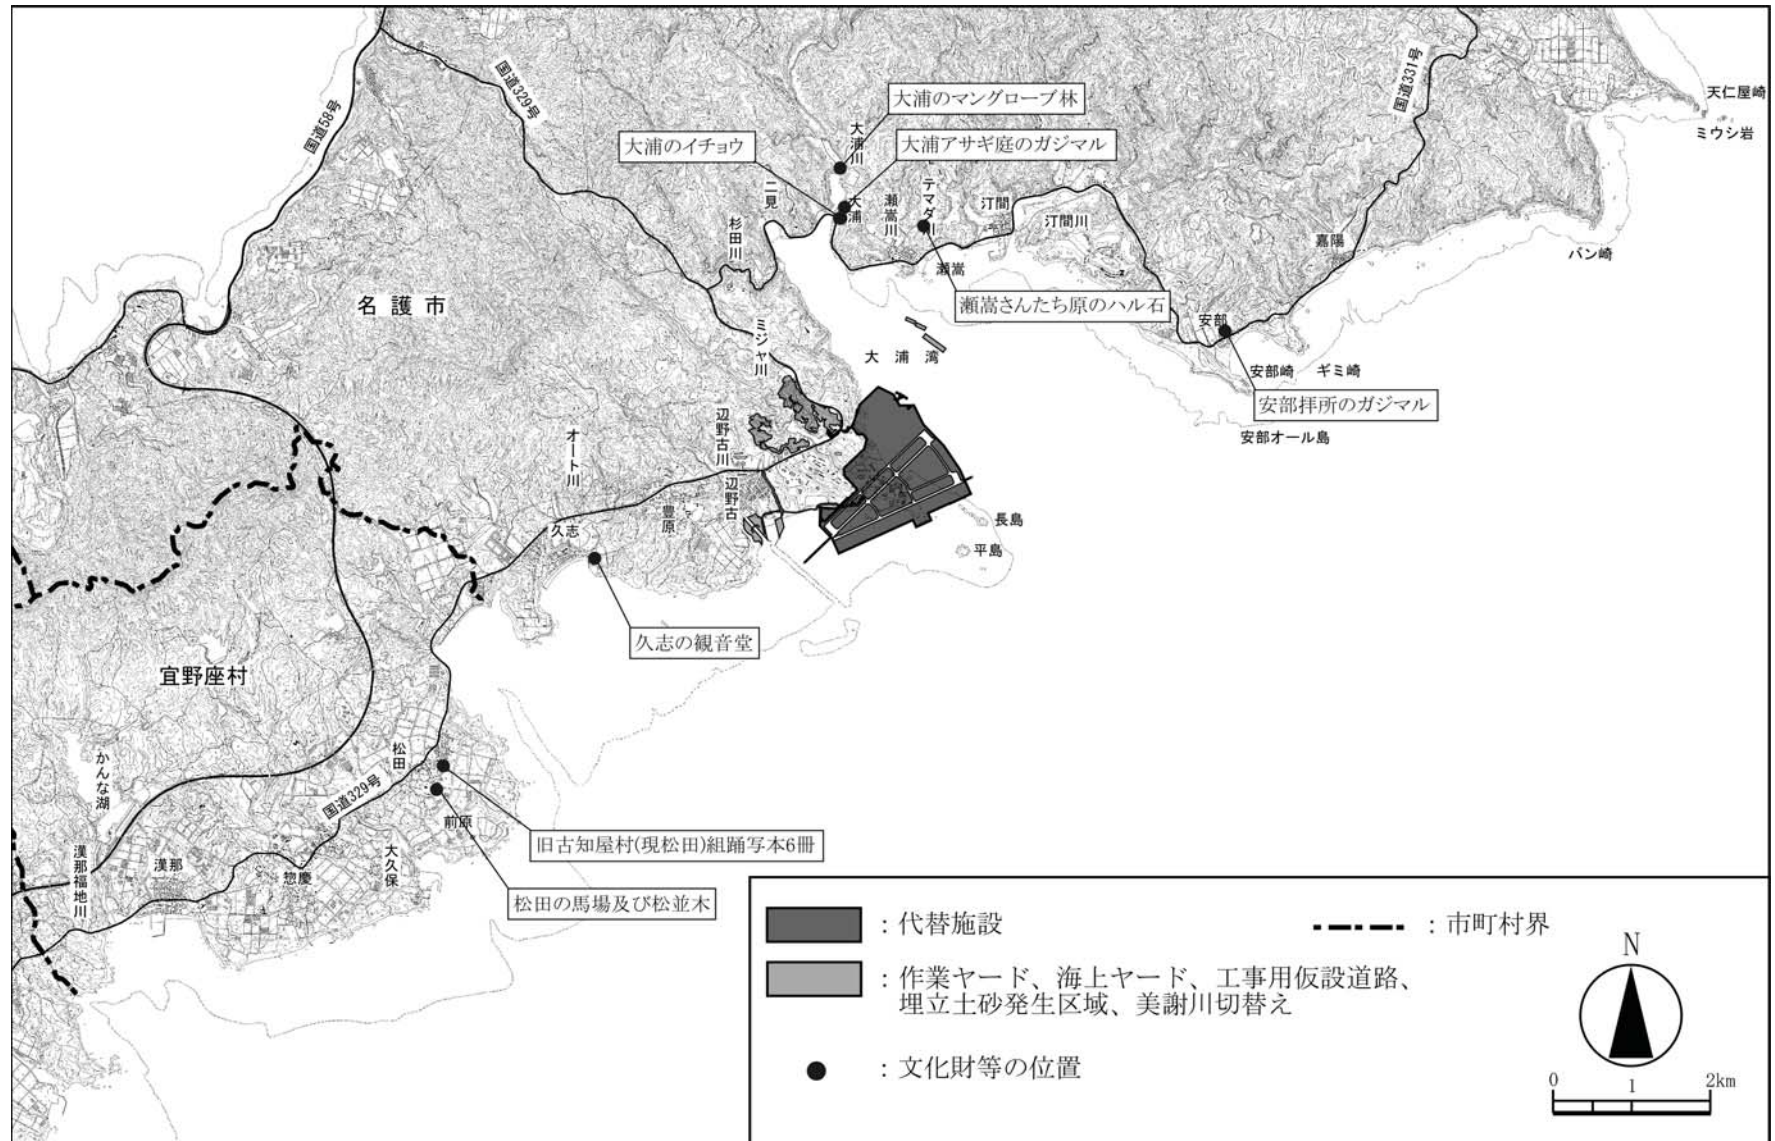 国道58号
国道329号
国道331号
天仁屋崎
ミウシ岩
バン崎
大浦のマングローブ林
大浦のイチョウ
大浦アサギ庭のガジマル
大浦川
二見
大浦
瀬嵩川
テマダ川
汀間
汀間川
杉田川
瀬嵩
嘉陽
瀬嵩さんたち原のハル石
名護市
ミジャ川
大浦湾
安部
安部崎
ギミ崎
安部拝所のガジマル
安部オール島
オート川
辺野古川
辺野古
豊原
久志
長島
平島
久志の観音堂
宜野座村
かんな湖
松田
国道329号
前原
旧古知屋村(現松田)組踊写本6冊
松田の馬場及び松並木
漢那福地川
漢那
惣慶
大久保
:代替施設
:市町村界
:作業ヤード、海上ヤード、工事用仮設道路、
埋立土砂発生区域、美謝川切替え
:文化財等の位置
N
0 1 2km